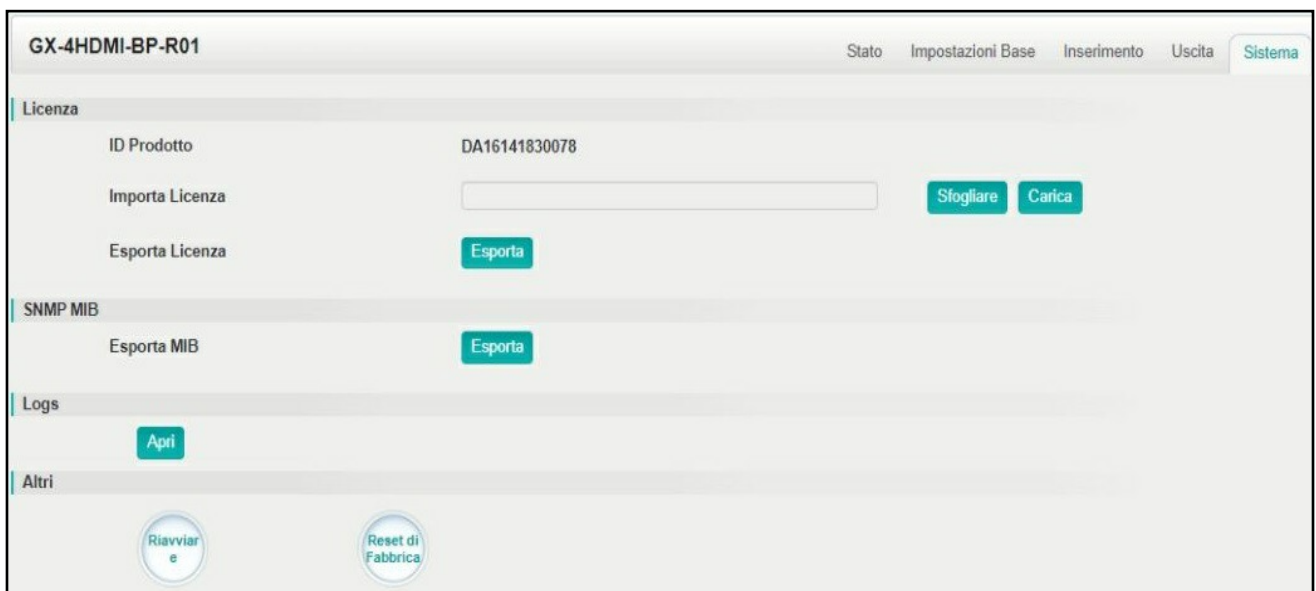 GX-4HDMI-BP-R01
Stato Impostazioni Base Inserimento Uscita Sistema
Licenza
ID Prodotto DA16141830078
Importa Licenza Sfogliare Carica
Esporta Licenza Esporta
SNMP MIB
Esporta MIB Esporta
Logs
Apri
Altri
Riavviar Reset di
e Fabbrica